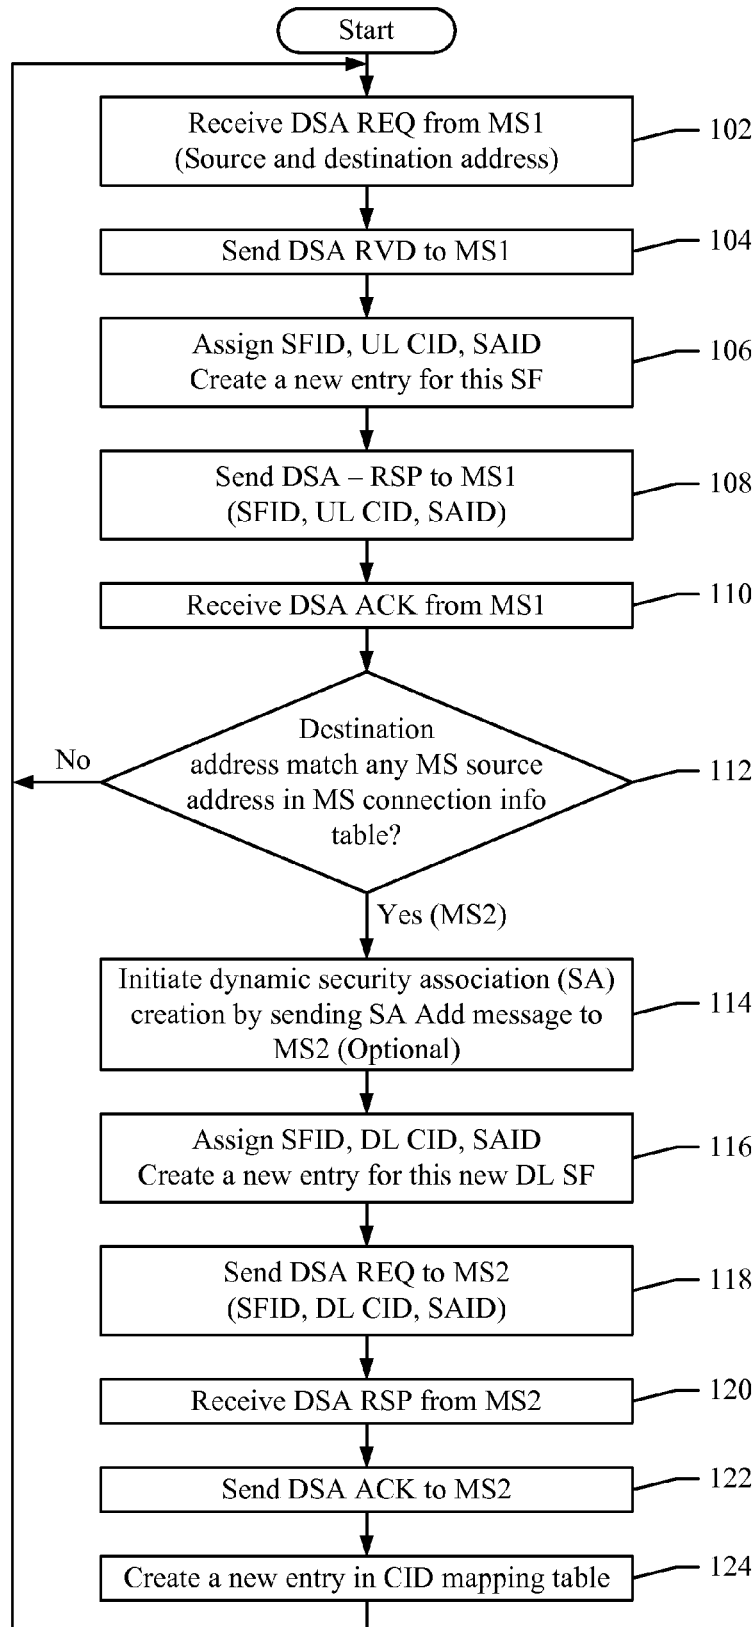 Start
Receive DSA REQ from MS1
(Source and destination address)
102
Send DSA RVD to MS1
104
Assign SFID, UL CID, SAID
Create a new entry for this SF
106
Send DSA – RSP to MS1
(SFID, UL CID, SAID)
108
Receive DSA ACK from MS1
110
Destination
address match any MS source
address in MS connection info
table?
112
No
Yes (MS2)
Initiate dynamic security association (SA)
creation by sending SA Add message to
MS2 (Optional)
114
Assign SFID, DL CID, SAID
Create a new entry for this new DL SF
116
Send DSA REQ to MS2
(SFID, DL CID, SAID)
118
Receive DSA RSP from MS2
120
Send DSA ACK to MS2
122
Create a new entry in CID mapping table
124